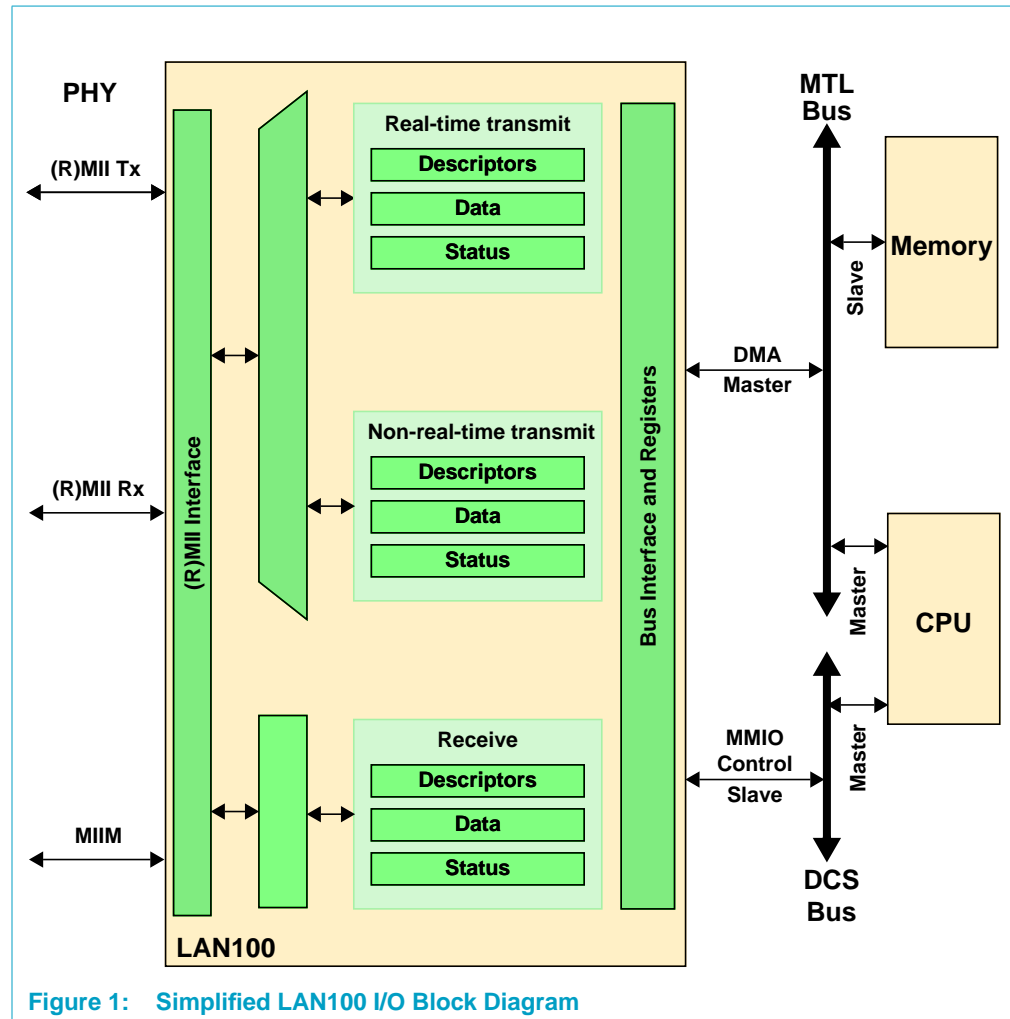 PHY
(R)MII Tx
(R)MII Rx
MIIM
(R)MII Interface
Real-time transmit
Descriptors
Data
Status
Non-real-time transmit
Descriptors
Data
Status
Receive
Descriptors
Data
Status
Bus Interface and Registers
LAN100
DMA
Master
MMIO
Control
Slave
MTL
Bus
Slave
Memory
Master
CPU
Master
DCS
Bus
Figure 1: Simplified LAN100 I/O Block Diagram